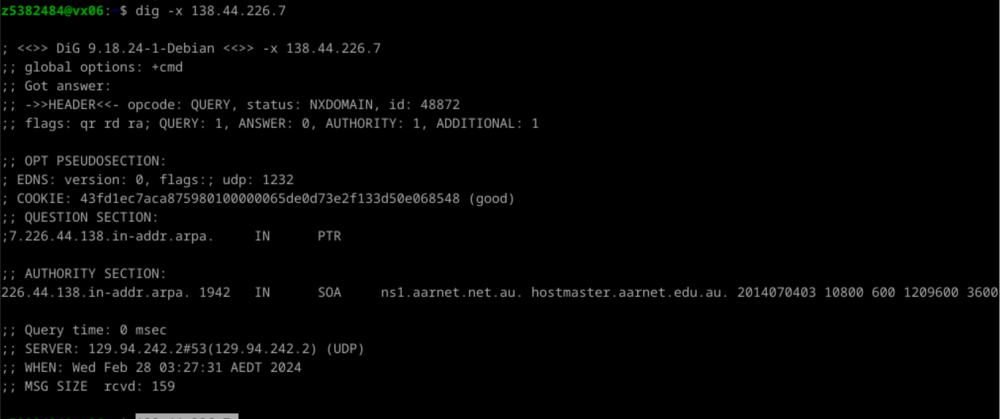 z5382484@vx06:~$ dig -x 138.44.226.7
; <<>> DiG 9.18.24-1-Debian <<>> -x 138.44.226.7
;; global options: +cmd
;; Got answer:
;; ->>HEADER<<- opcode: QUERY, status: NXDOMAIN, id: 48872
;; flags: qr rd ra; QUERY: 1, ANSWER: 0, AUTHORITY: 1, ADDITIONAL: 1
;; OPT PSEUDOSECTION:
; EDNS: version: 0, flags:; udp: 1232
; COOKIE: 43fd1ec7aca875980100000065de0d73e2f133d50e068548 (good)
;; QUESTION SECTION:
;7.226.44.138.in-addr.arpa. IN PTR
;; AUTHORITY SECTION:
226.44.138.in-addr.arpa. 1942 IN SOA ns1.aarnet.net.au. hostmaster.aarnet.edu.au. 2014070403 10800 600 1209600 3600
;; Query time: 0 msec
;; SERVER: 129.94.242.2#53(129.94.242.2) (UDP)
;; WHEN: Wed Feb 28 03:27:31 AEDT 2024
;; MSG SIZE rcvd: 159